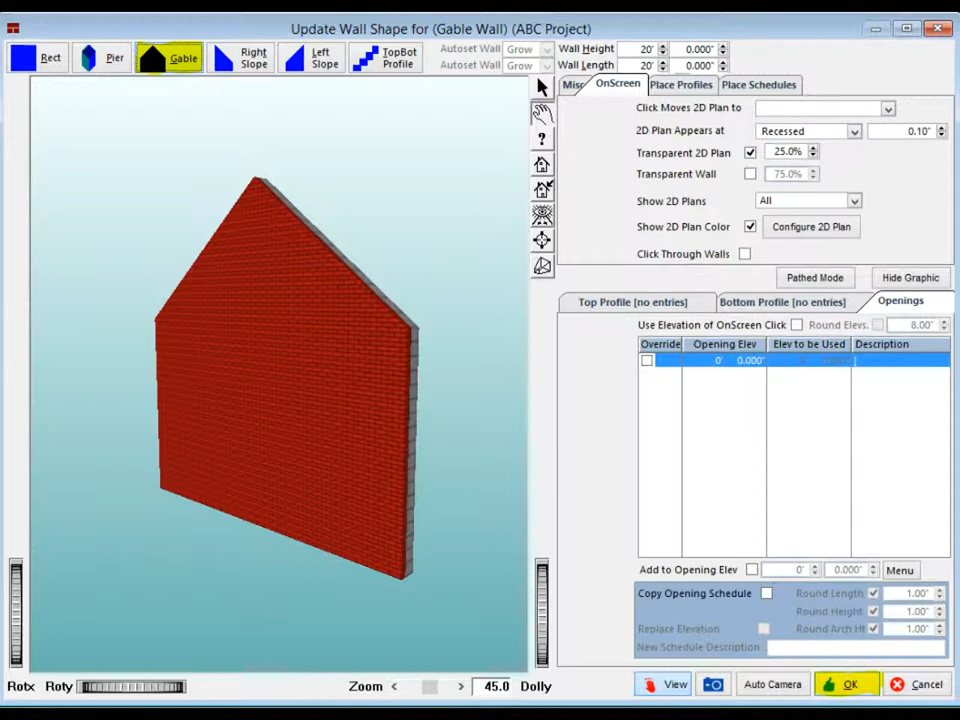 Update Wall Shape for (Gable Wall) (ABC Project)
Rect
Pier
Gable
Right Slope
Left Slope
TopBot Profile
Autoset Wall Grow
Autoset Wall Grow
Wall Height 20' 0.000"
Wall Length 20' 0.000"
Misc
OnScreen
Place Profiles
Place Schedules
Click Moves 2D Plan to
2D Plan Appears at Recessed 0.10"
Transparent 2D Plan 25.0%
Transparent Wall 75.0%
Show 2D Plans All
Show 2D Plan Color Configure 2D Plan
Click Through Walls
Pathed Mode Hide Graphic
Top Profile [no entries] Bottom Profile [no entries] Openings
Use Elevation of OnScreen Click Round Elevs. 8.00"
Override Opening Elev Elev to be Used Description
0' 0.000"
Add to Opening Elev 0' 0.000" Menu
Copy Opening Schedule Round Length 1.00"
Round Height 1.00"
Replace Elevation Round Arch Ht 1.00"
New Schedule Description
Rotx Roty Zoom < > 45.0 Dolly
View Auto Camera OK Cancel
?